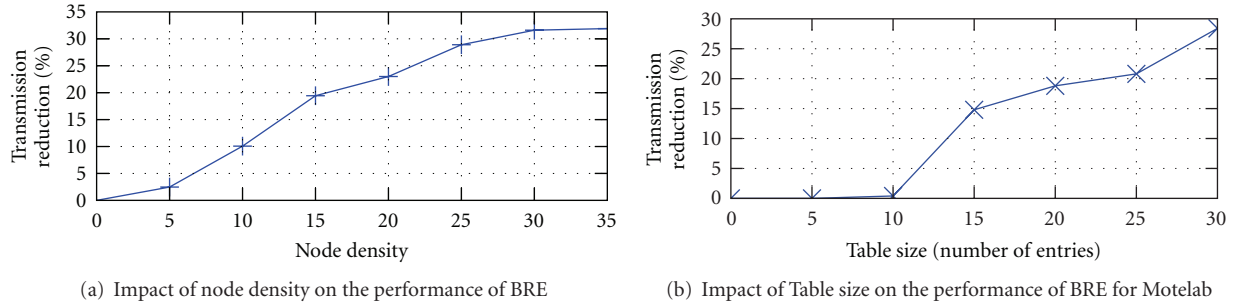 35
30
25
20
15
10
5
0
Transmission
reduction (%)
0 5 10 15 20 25 30 35
Node density
(a) Impact of node density on the performance of BRE
30
25
20
15
10
5
0
Transmission
reduction (%)
0 5 10 15 20 25 30
Table size (number of entries)
(b) Impact of Table size on the performance of BRE for Motelab